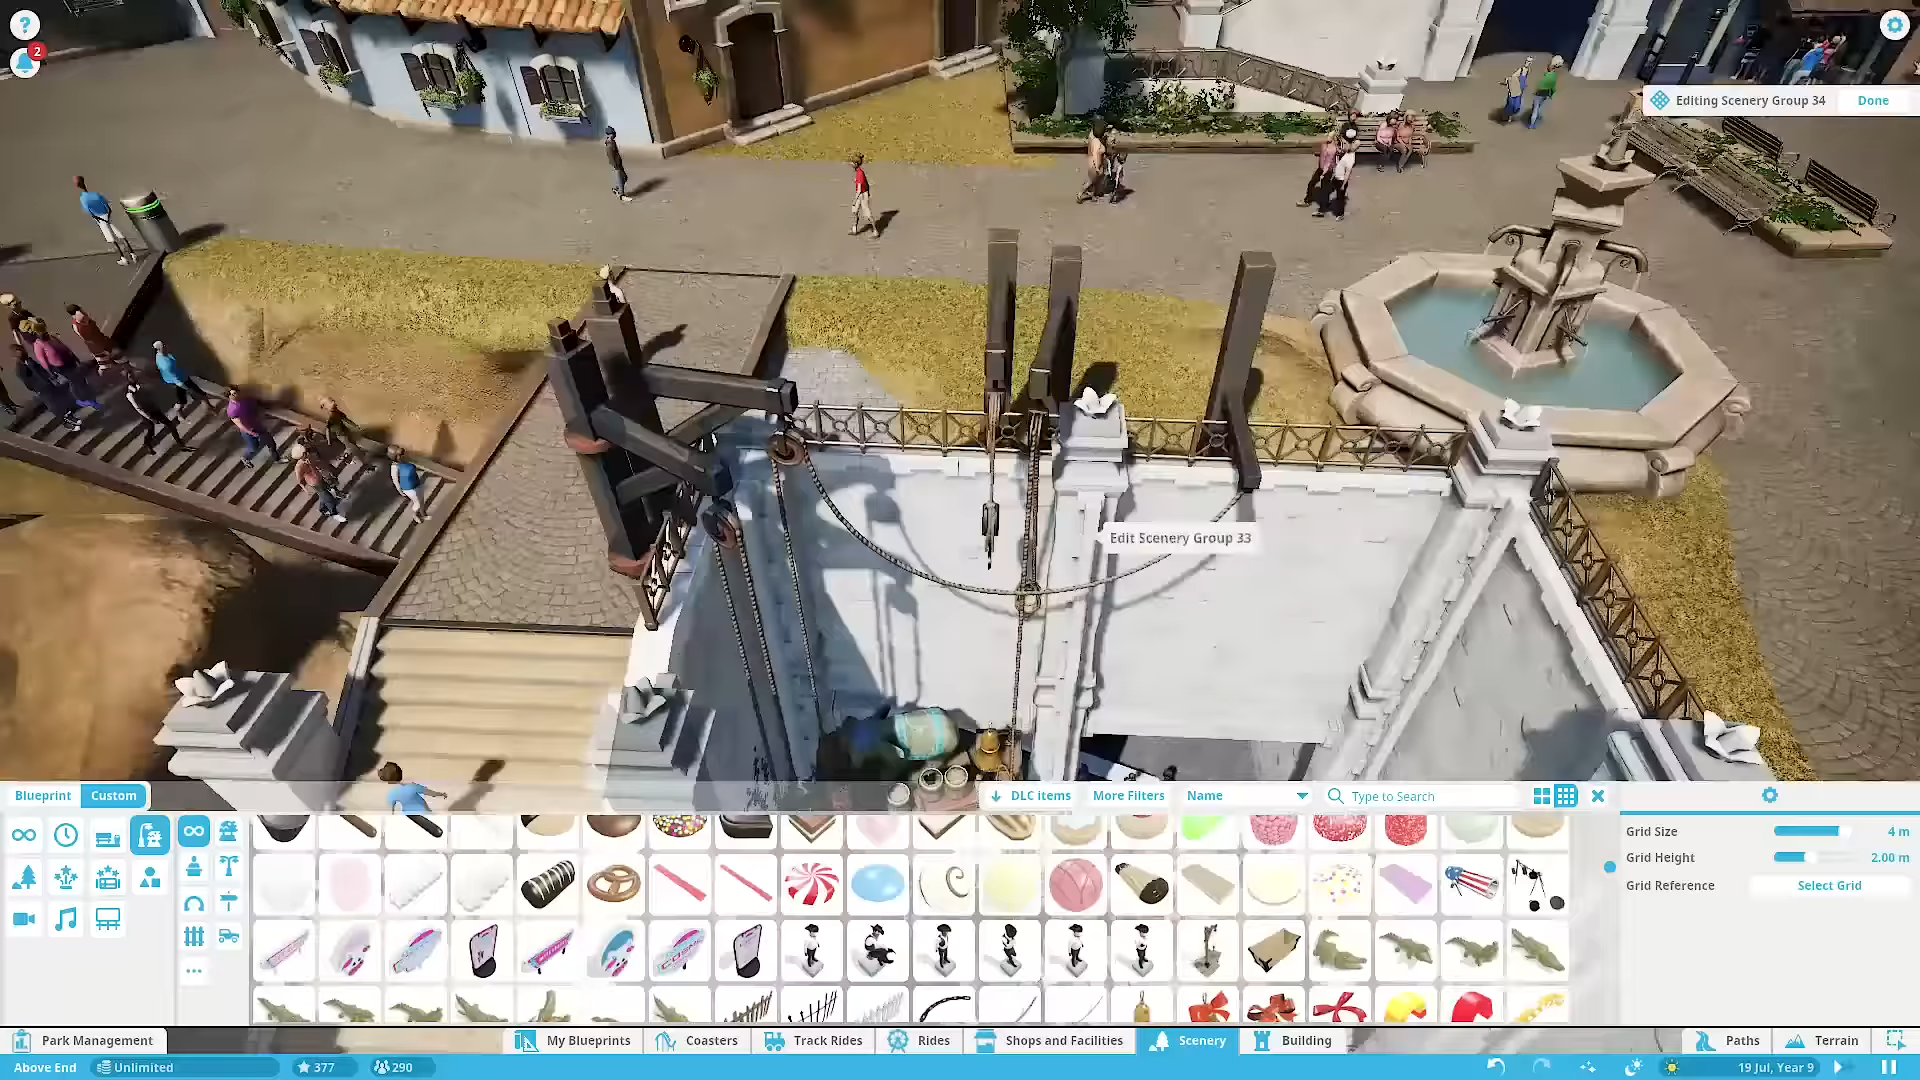 ?
2
Editing Scenery Group 34
Done
Edit Scenery Group 33
Blueprint
Custom
DLC items
More Filters
Name
Type to Search
Grid Size
4 m
Grid Height
2.00 m
Grid Reference
Select Grid
Park Management
My Blueprints
Coasters
Track Rides
Rides
Shops and Facilities
Scenery
Building
Paths
Terrain
Above End
Unlimited
377
290
19 Jul, Year 9